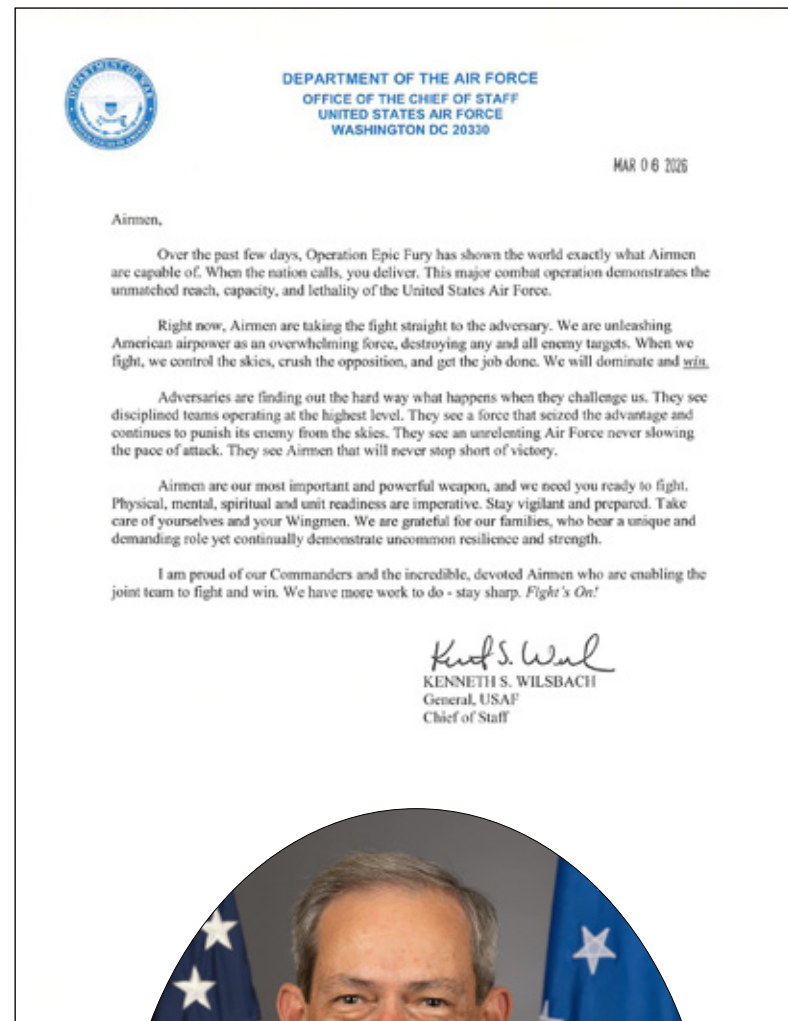 DEPARTMENT OF WAR
UNITED STATES OF AMERICA
DEPARTMENT OF THE AIR FORCE
OFFICE OF THE CHIEF OF STAFF
UNITED STATES AIR FORCE
WASHINGTON DC 20330
MAR 06 2026
Airmen,
Over the past few days, Operation Epic Fury has shown the world exactly what Airmen
are capable of. When the nation calls, you deliver. This major combat operation demonstrates the
unmatched reach, capacity, and lethality of the United States Air Force.
Right now, Airmen are taking the fight straight to the adversary. We are unleashing
American airpower as an overwhelming force, destroying any and all enemy targets. When we
fight, we control the skies, crush the opposition, and get the job done. We will dominate and win.
Adversaries are finding out the hard way what happens when they challenge us. They see
disciplined teams operating at the highest level. They see a force that seized the advantage and
continues to punish its enemy from the skies. They see an unrelenting Air Force never slowing
the pace of attack. They see Airmen that will never stop short of victory.
Airmen are our most important and powerful weapon, and we need you ready to fight.
Physical, mental, spiritual and unit readiness are imperative. Stay vigilant and prepared. Take
care of yourselves and your Wingmen. We are grateful for our families, who bear a unique and
demanding role yet continually demonstrate uncommon resilience and strength.
I am proud of our Commanders and the incredible, devoted Airmen who are enabling the
joint team to fight and win. We have more work to do - stay sharp. Fight's On!
KENNETH S. WILSBACH
General, USAF
Chief of Staff